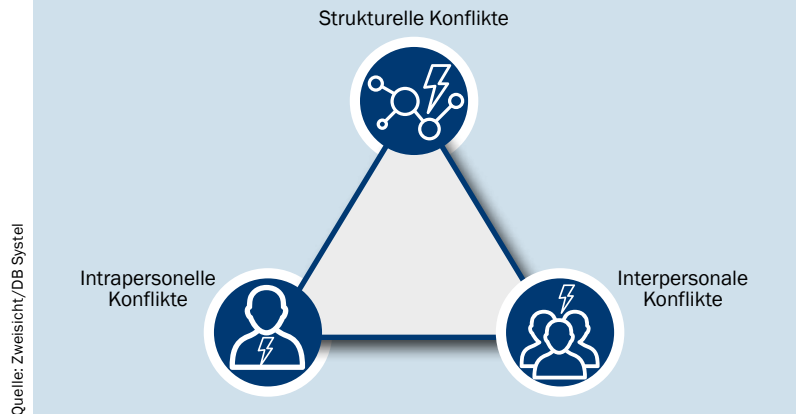 Strukturelle Konflikte
Intrapersonelle
Konflikte
Interpersonale
Konflikte
Quelle: Zweisicht/DB Systel